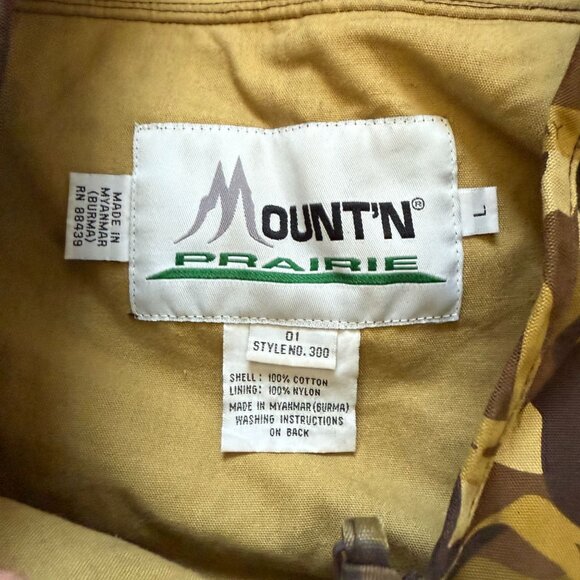 MOUNT'N®
PRAIRIE
MADE IN
MYANMAR
(BURMA)
RN 88439
L
01
STYLE NO. 300
SHELL: 100% COTTON
LINING: 100% NYLON
MADE IN MYANMAR (BURMA)
WASHING INSTRUCTIONS
ON BACK